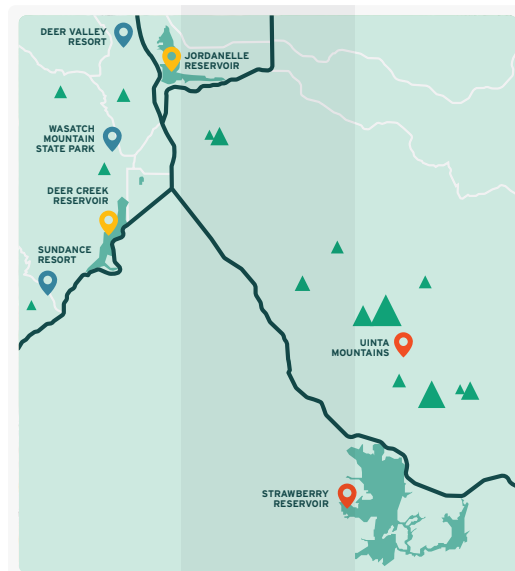 DEER VALLEY
RESORT
JORDANELLE
RESERVOIR
WASATCH
MOUNTAIN
STATE PARK
DEER CREEK
RESERVOIR
SUNDANCE
RESORT
UINTA
MOUNTAINS
STRAWBERRY
RESERVOIR